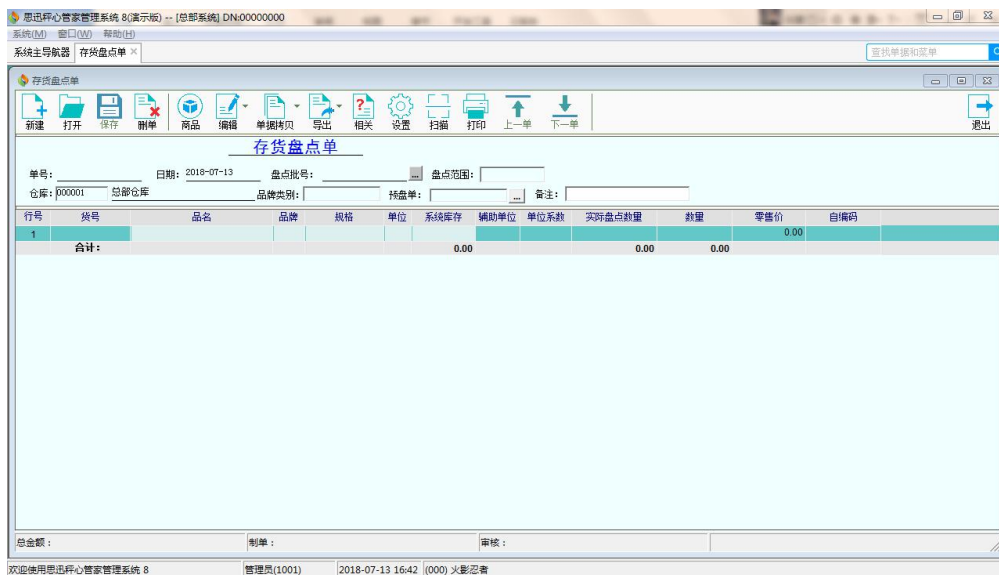 思迅秤心管家管理系统 8(演示版) -- [总部系统] DN:00000000
系统(M) 窗口(W) 帮助(H)
系统主导航器 存货盘点单 查找单据和菜单
存货盘点单
新建 打开 保存 删单 商品 编辑 单据拷贝 导出 相关 设置 扫描 打印 上一单 下一单 退出
存货盘点单
单号: 日期: 2018-07-13 盘点批号: ... 盘点范围:
仓库: 000001 总部仓库 品牌类别: 预盘单: ... 备注:
行号 货号 品名 品牌 规格 单位 系统库存 辅助单位 单位系数 实际盘点数量 数量 零售价 自编码
1 0.00
合计: 0.00 0.00 0.00
总金额: 制单: 审核:
欢迎使用思迅秤心管家管理系统 8 管理员(1001) 2018-07-13 16:42 (000) 火影忍者